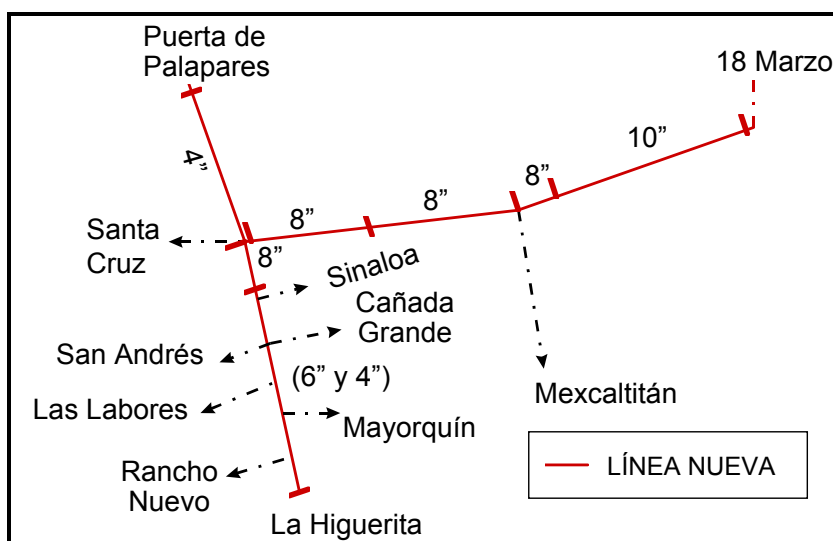 Puerta de
Palapares
18 Marzo
10”
4”
8”
8”
8”
Santa
Cruz
8”
Sinaloa
Cañada
Grande
San Andrés
(6” y 4”)
Mexcaltitán
Las Labores
Mayorquín
Rancho
Nuevo
LÍNEA NUEVA
La Higuerita